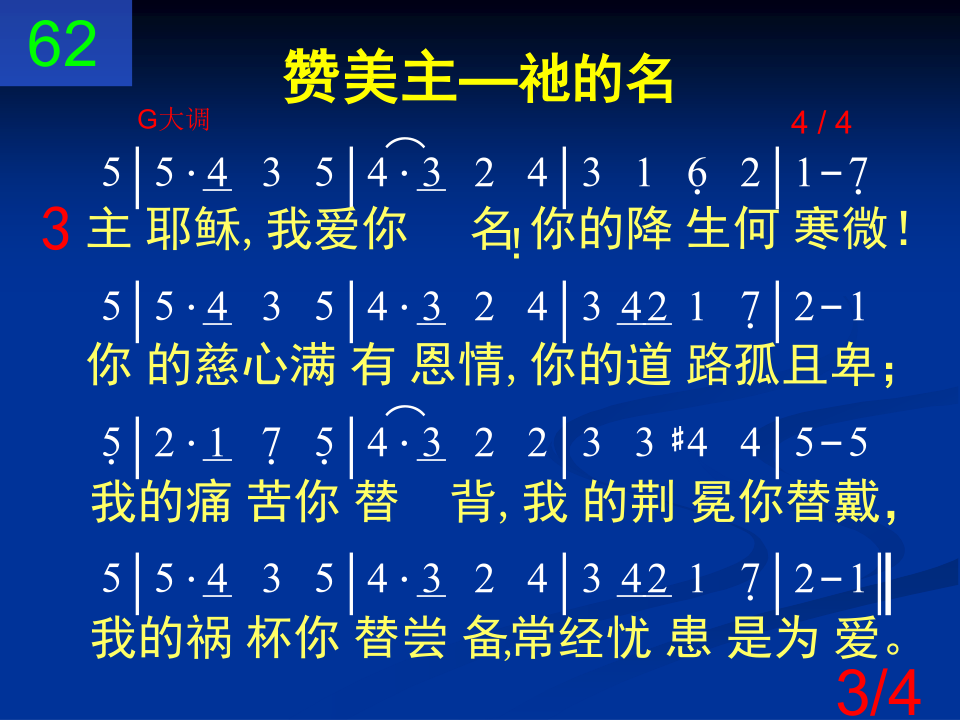 62
赞美主—祂的名
G大调 4 / 4
5 | 5 · 4 3 5 | 4 · 3 2 4 | 3 1 6̣ 2 | 1 – 7̣
3 主 耶稣, 我爱你 名! 你的降 生何 寒微!
5 | 5 · 4 3 5 | 4 · 3 2 4 | 3 42 1 7̣ | 2 – 1
你 的慈心满 有 恩情, 你的道 路孤且卑;
5̣ | 2 · 1 7̣ 5̣ | 4 · 3 2 2 | 3 3 #4 4 | 5 – 5
我的痛 苦你 替 背, 我 的荆 冕你替戴,
5 | 5 · 4 3 5 | 4 · 3 2 4 | 3 42 1 7̣ | 2 – 1 ‖
我的祸 杯你 替尝 备,常经忧 患 是为 爱。
3/4